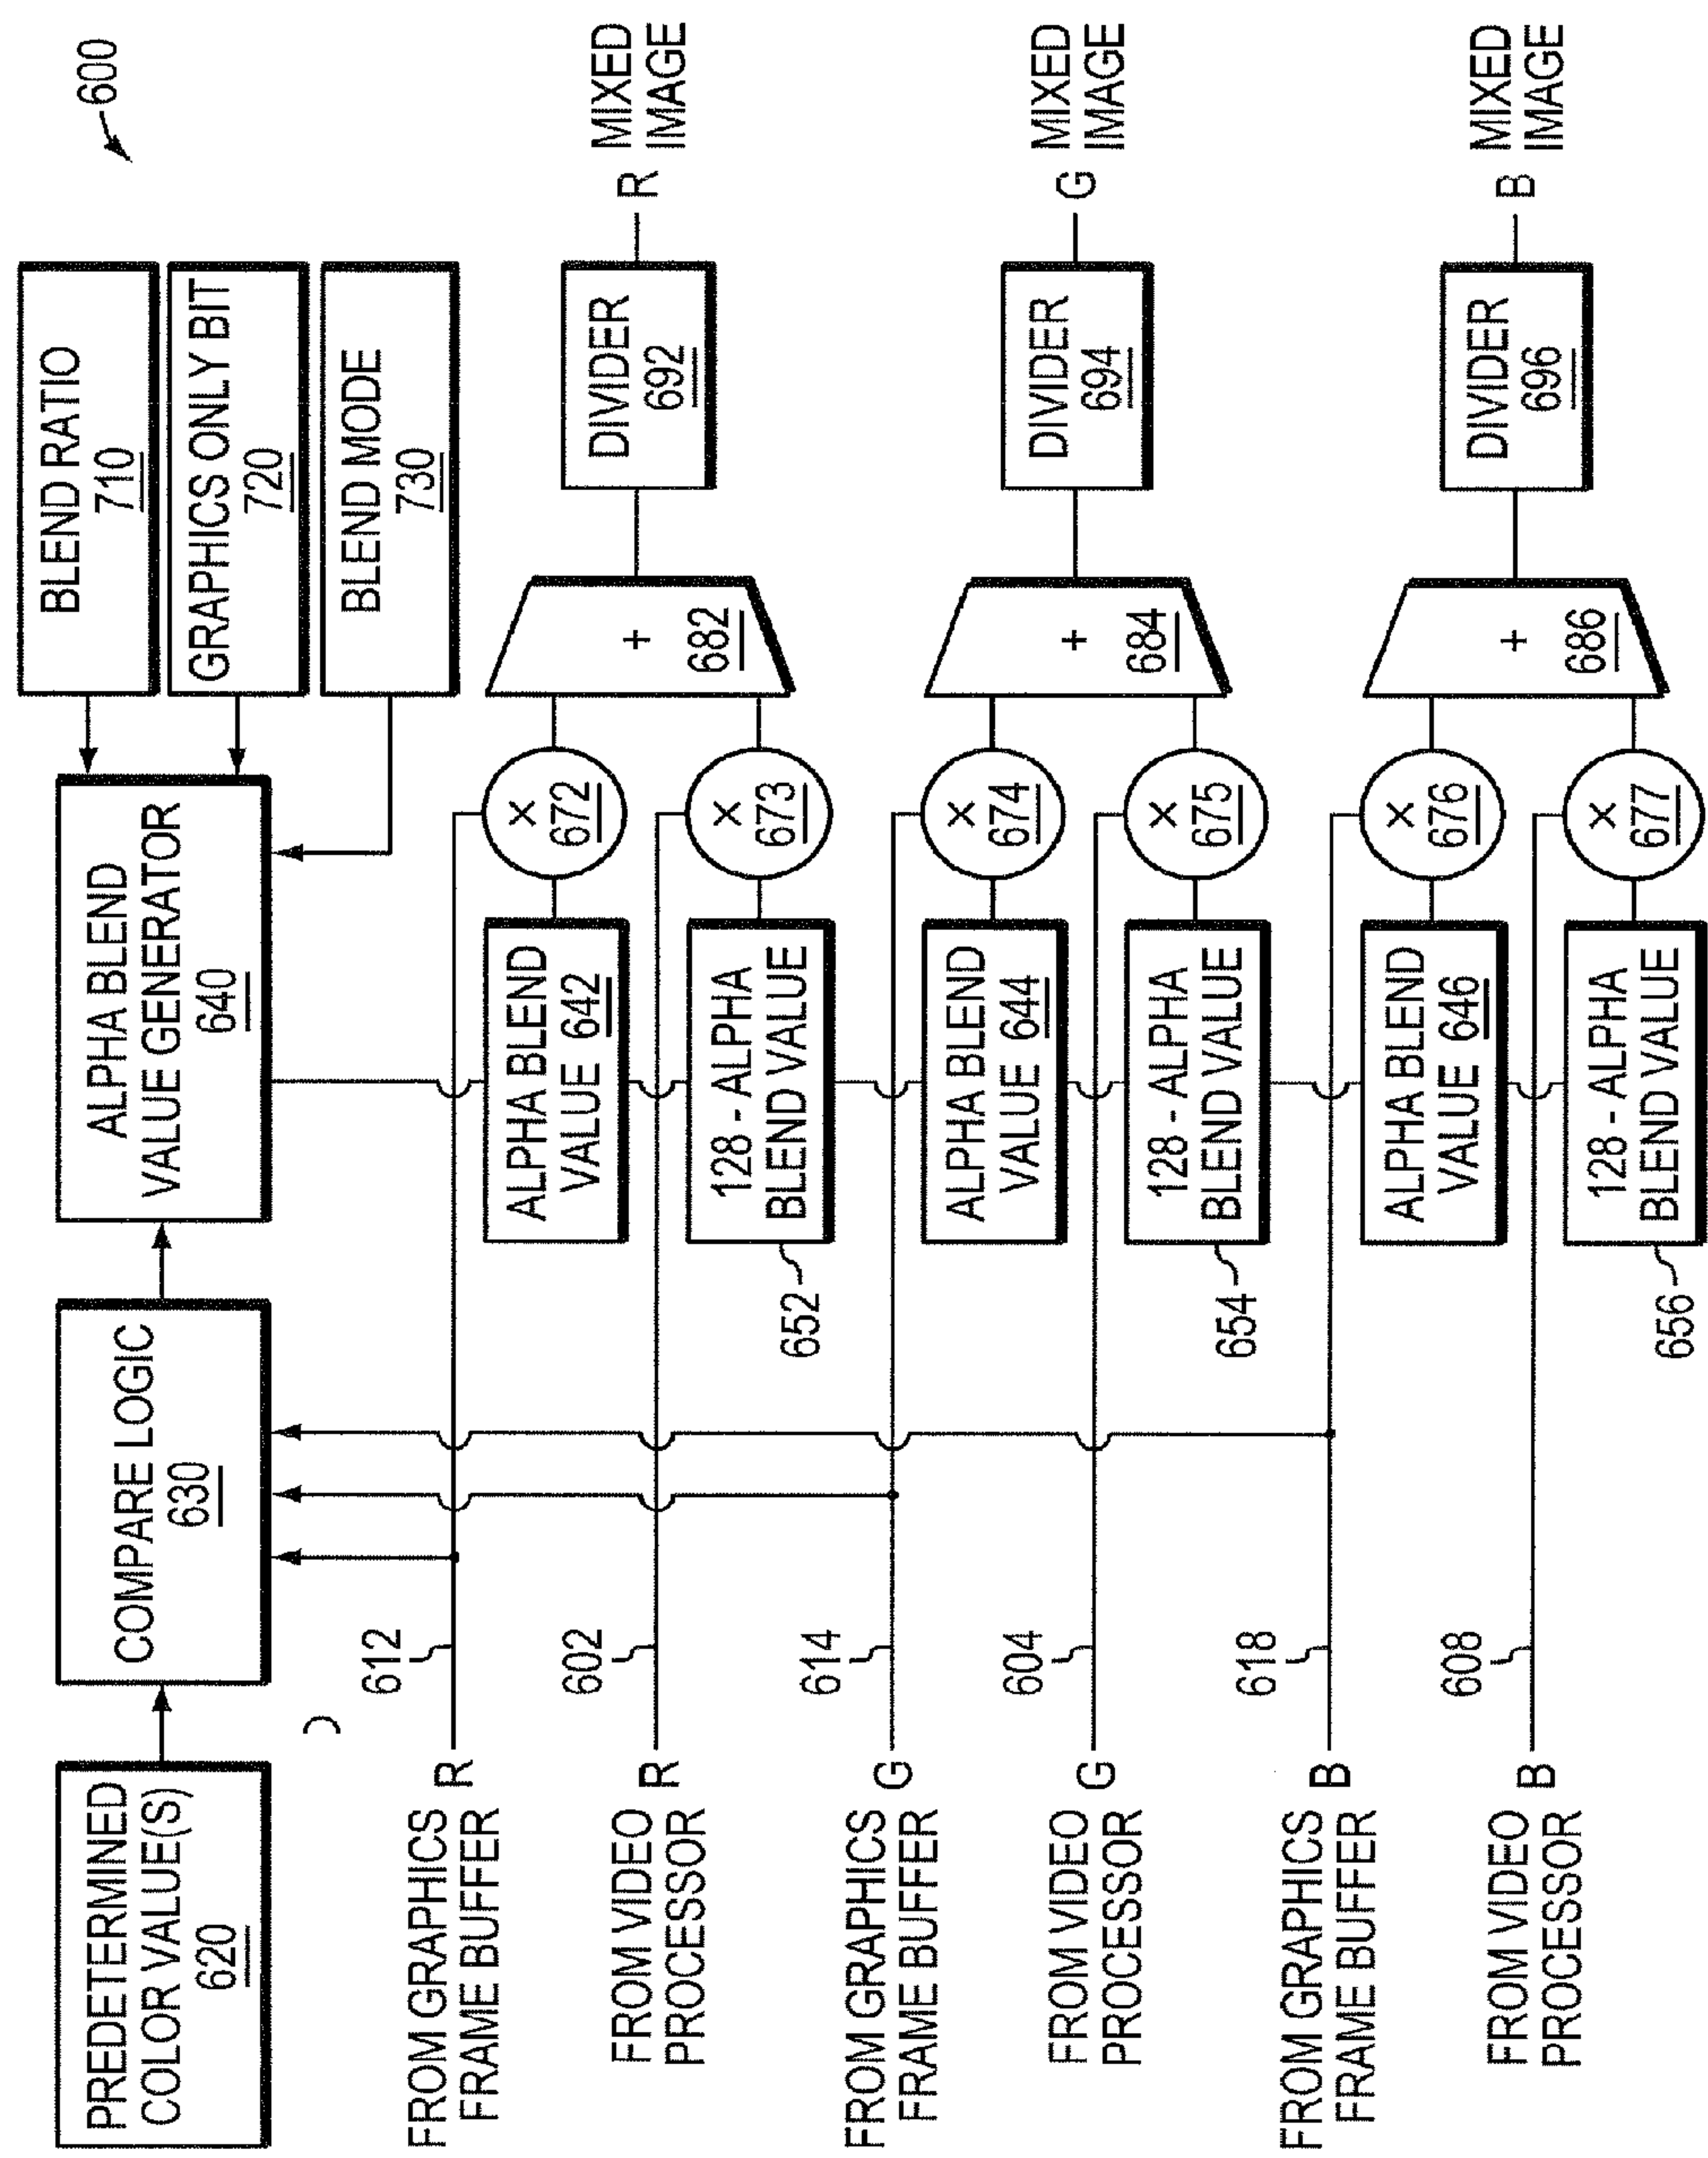 600
BLEND RATIO
710
GRAPHICS ONLY BIT
720
BLEND MODE
730
PREDETERMINED
COLOR VALUE(S)
620
COMPARE LOGIC
630
ALPHA BLEND
VALUE GENERATOR
640
FROM GRAPHICS
FRAME BUFFER
R
612
ALPHA BLEND
VALUE 642
×
672
FROM VIDEO
PROCESSOR
R
602
128 - ALPHA
BLEND VALUE
652
×
673
+
682
DIVIDER
692
R
MIXED
IMAGE
FROM GRAPHICS
FRAME BUFFER
G
614
ALPHA BLEND
VALUE 644
×
674
FROM VIDEO
PROCESSOR
G
604
128 - ALPHA
BLEND VALUE
654
×
675
+
684
DIVIDER
694
G
MIXED
IMAGE
FROM GRAPHICS
FRAME BUFFER
B
618
ALPHA BLEND
VALUE 646
×
676
FROM VIDEO
PROCESSOR
B
608
128 - ALPHA
BLEND VALUE
656
×
677
+
686
DIVIDER
696
B
MIXED
IMAGE